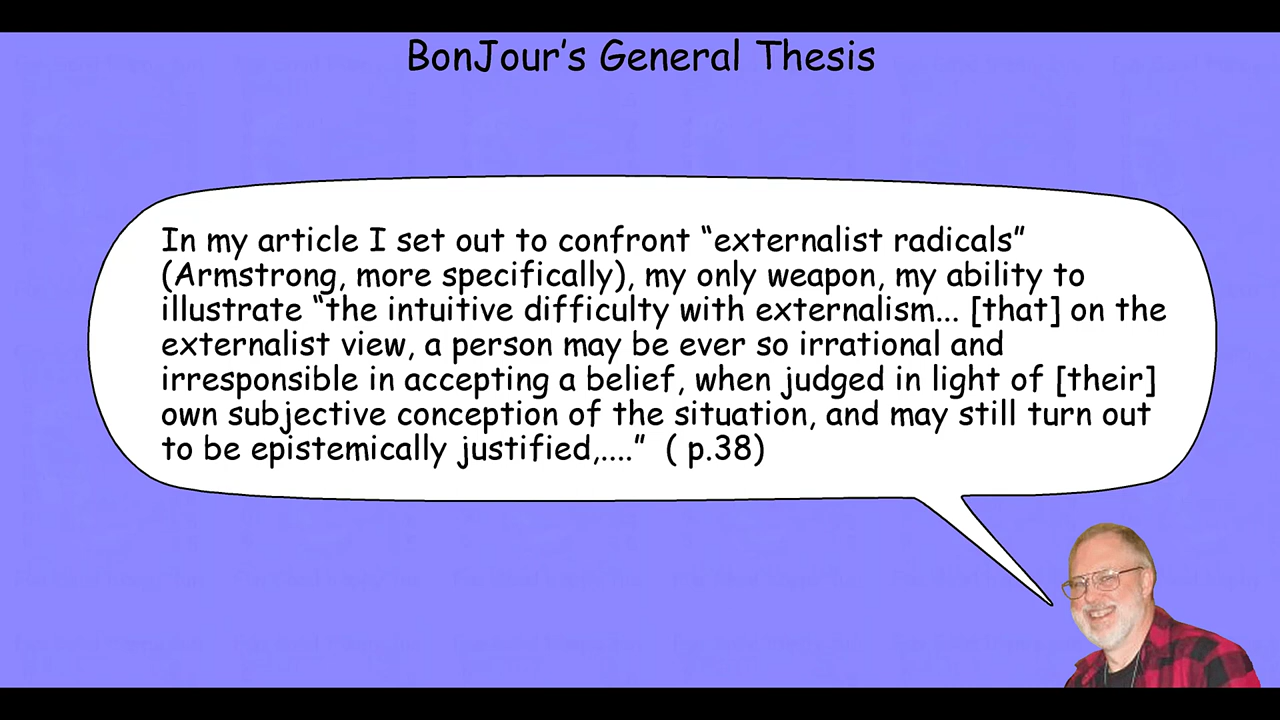 BonJour’s General Thesis
In my article I set out to confront “externalist radicals”
(Armstrong, more specifically), my only weapon, my ability to
illustrate “the intuitive difficulty with externalism... [that] on the
externalist view, a person may be ever so irrational and
irresponsible in accepting a belief, when judged in light of [their]
own subjective conception of the situation, and may still turn out
to be epistemically justified,....” ( p.38)